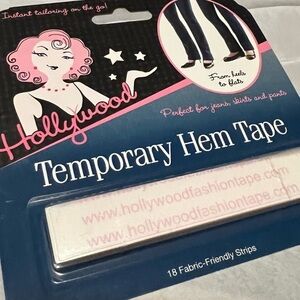 Instant tailoring on the go!
Hollywood
From heels
to flats
Perfect for jeans, skirts and pants
Temporary Hem Tape
www.hollywoodfashiontape.com
www.hollywoodfashiontape.com
18 Fabric-Friendly Strips